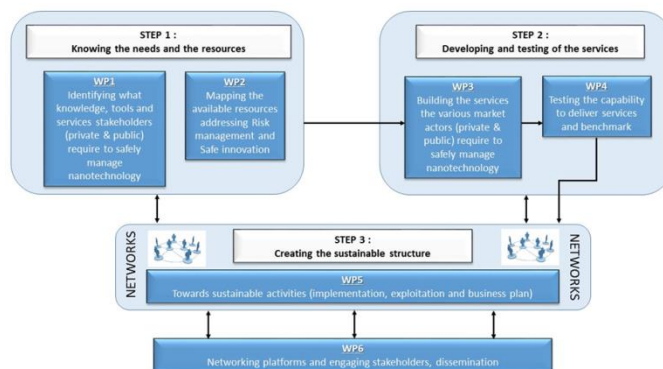 STEP 1 :
Knowing the needs and the resources
WP1
Identifying what
knowledge, tools and
services stakeholders
(private & public)
require to safely
manage
nanotechnology
WP2
Mapping the
available resources
addressing Risk
management and
Safe innovation
STEP 2 :
Developing and testing of the services
WP3
Building the services
the various market
actors (private &
public) require to
safely manage
nanotechnology
WP4
Testing the capability
to deliver services
and benchmark
NETWORKS
STEP 3 :
Creating the sustainable structure
NETWORKS
WP5
Towards sustainable activities (implementation, exploitation and business plan)
WP6
Networking platforms and engaging stakeholders, dissemination